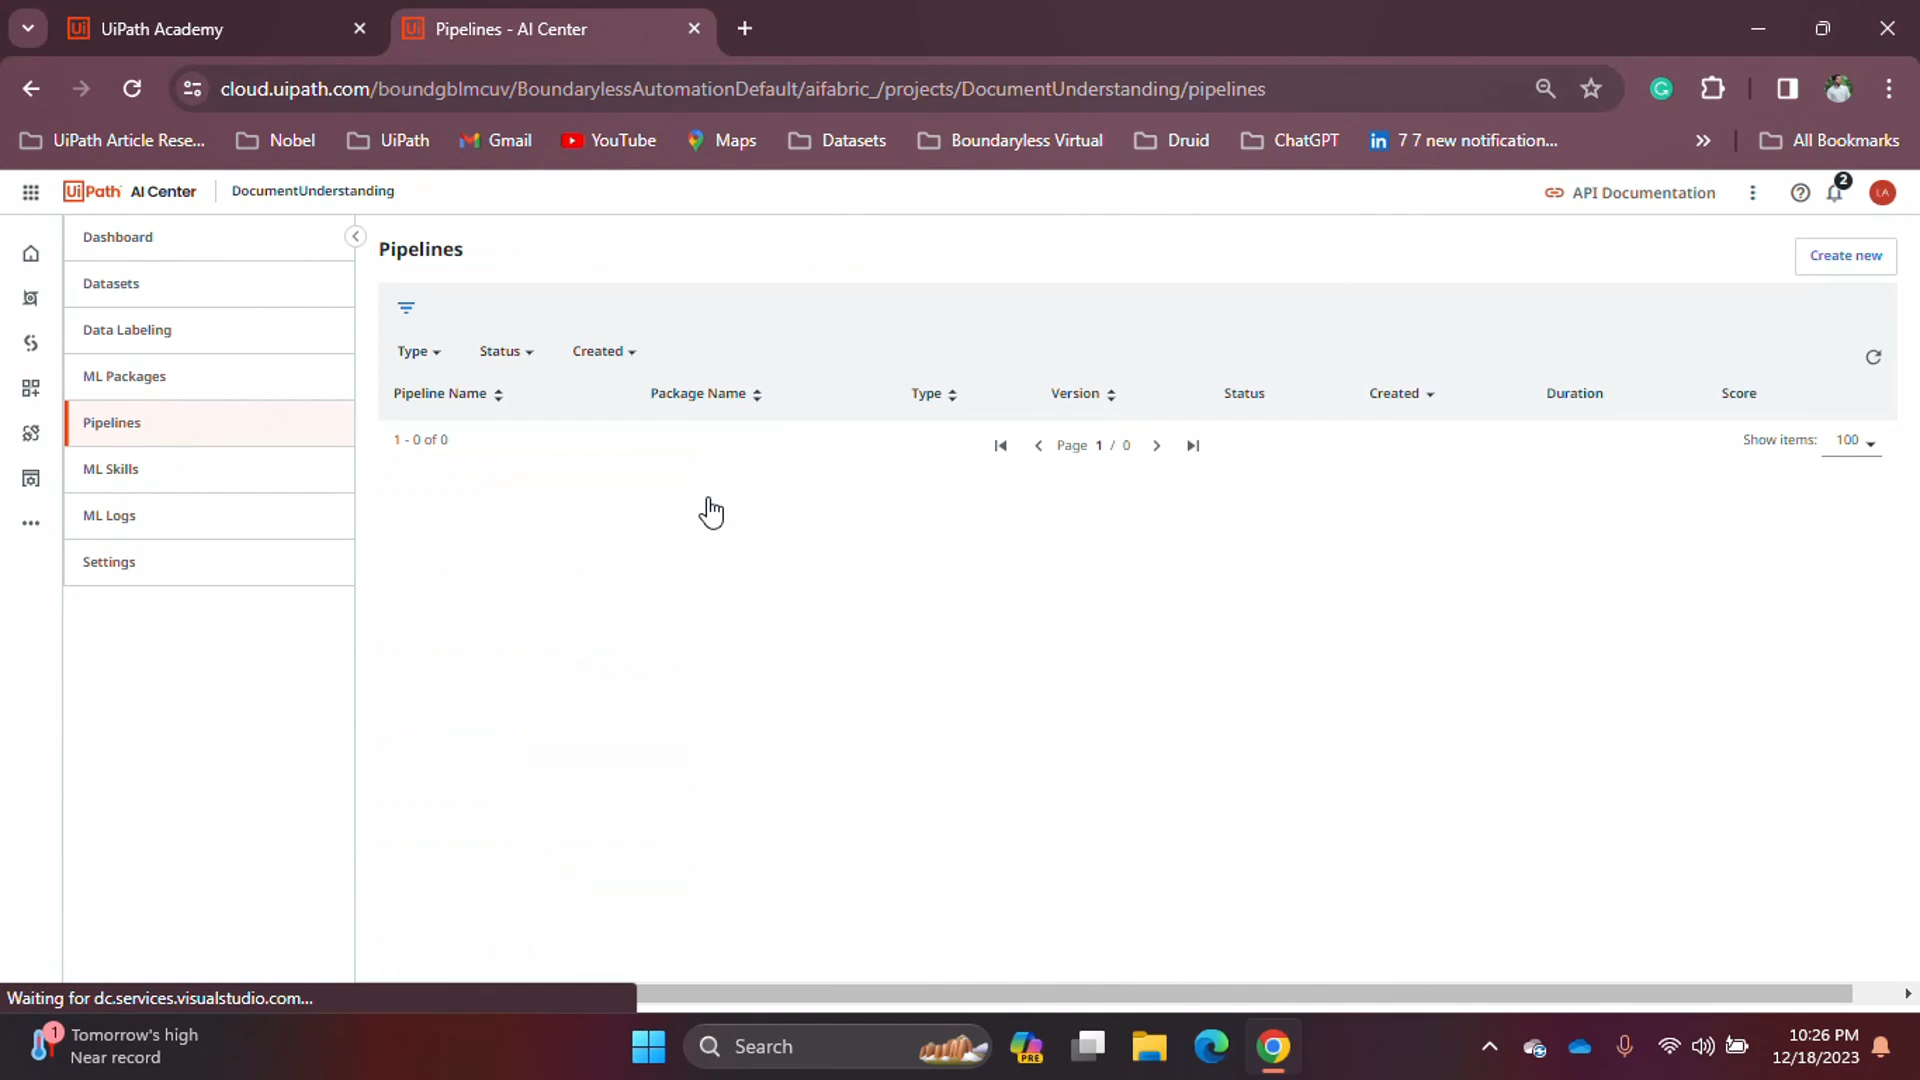 UiPath Academy
Pipelines - AI Center
cloud.uipath.com/boundgblmcuv/BoundarylessAutomationDefault/aifabric_/projects/DocumentUnderstanding/pipelines
UiPath Article Rese...
Nobel
UiPath
Gmail
YouTube
Maps
Datasets
Boundaryless Virtual
Druid
ChatGPT
7 7 new notification...
All Bookmarks
UiPath AI Center
DocumentUnderstanding
API Documentation
2
LA
Dashboard
Datasets
Data Labeling
ML Packages
Pipelines
ML Skills
ML Logs
Settings
Pipelines
Create new
Type
Status
Created
Pipeline Name
Package Name
Type
Version
Status
Created
Duration
Score
1 - 0 of 0
Page 1 / 0
Show items: 100
Waiting for dc.services.visualstudio.com...
1
Tomorrow's high
Near record
Search
PRE
10:26 PM
12/18/2023